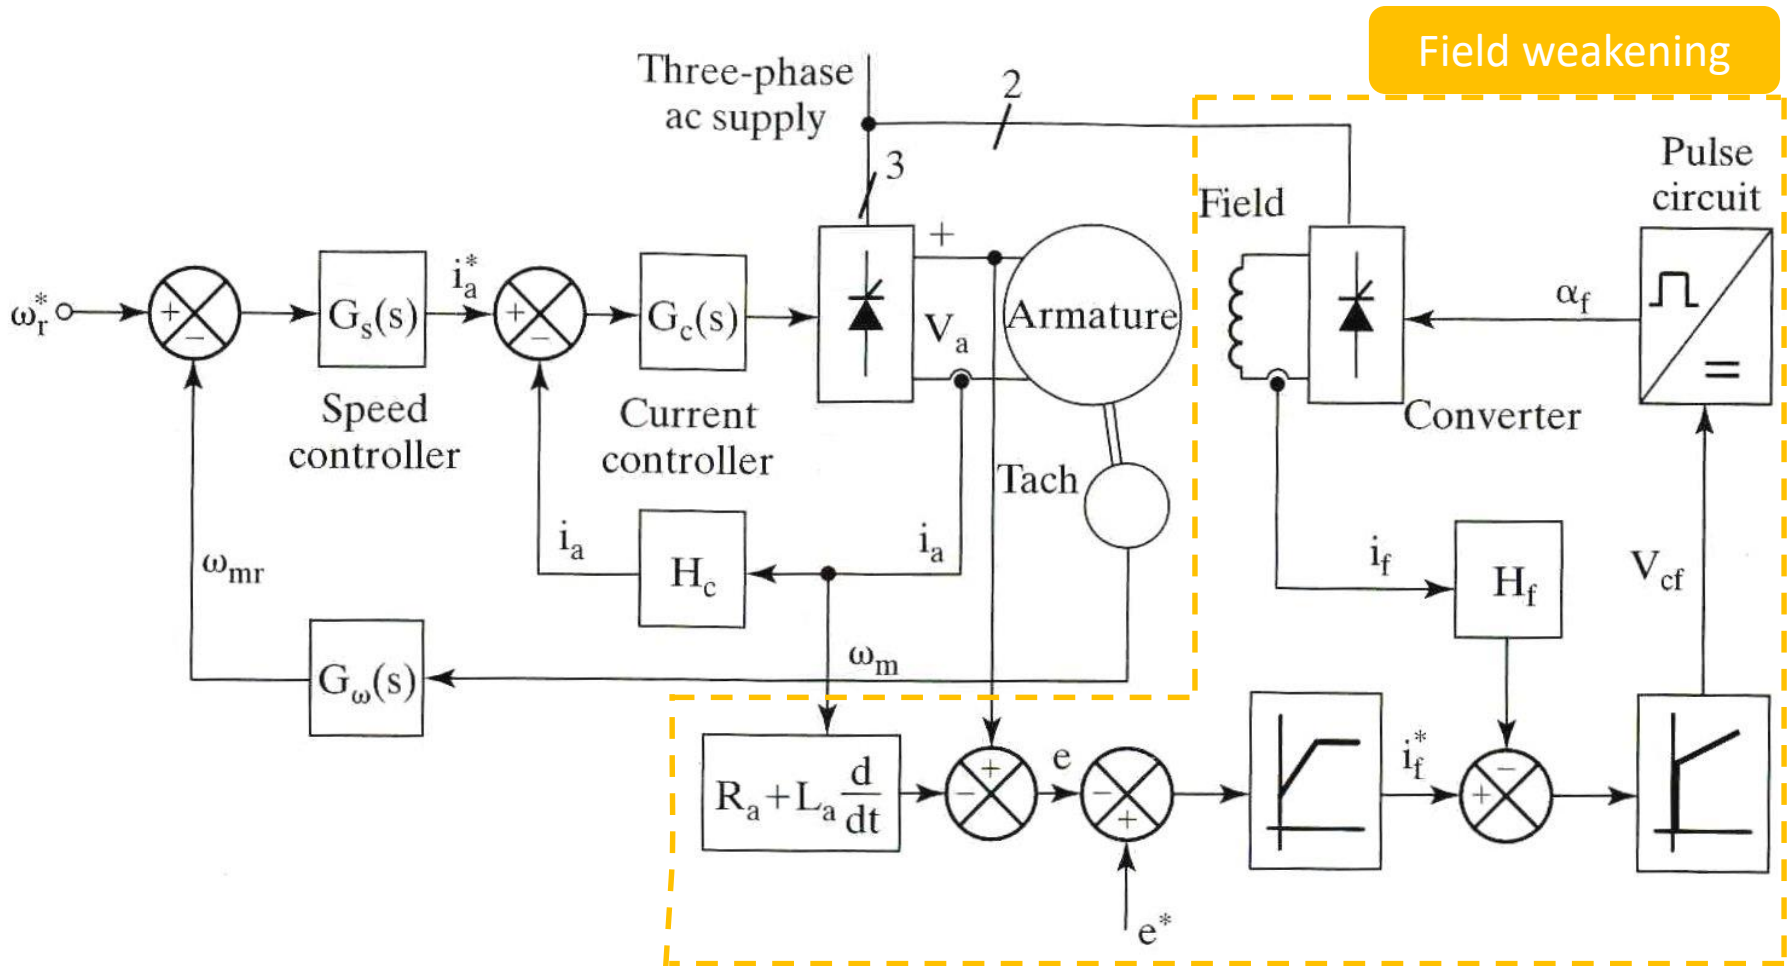 Field weakening
Three-phase
ac supply
2
3
Field
Pulse
circuit
ω*r
+
−
Gs(s)
i*a
+
−
Gc(s)
+
Va
Armature
αf
=
Speed
controller
Current
controller
Converter
Tach
ωmr
ia
Hc
ia
if
Hf
Vcf
Gω(s)
ωm
Ra+La d/dt
−
+
e
−
+
i*f
+
−
e*